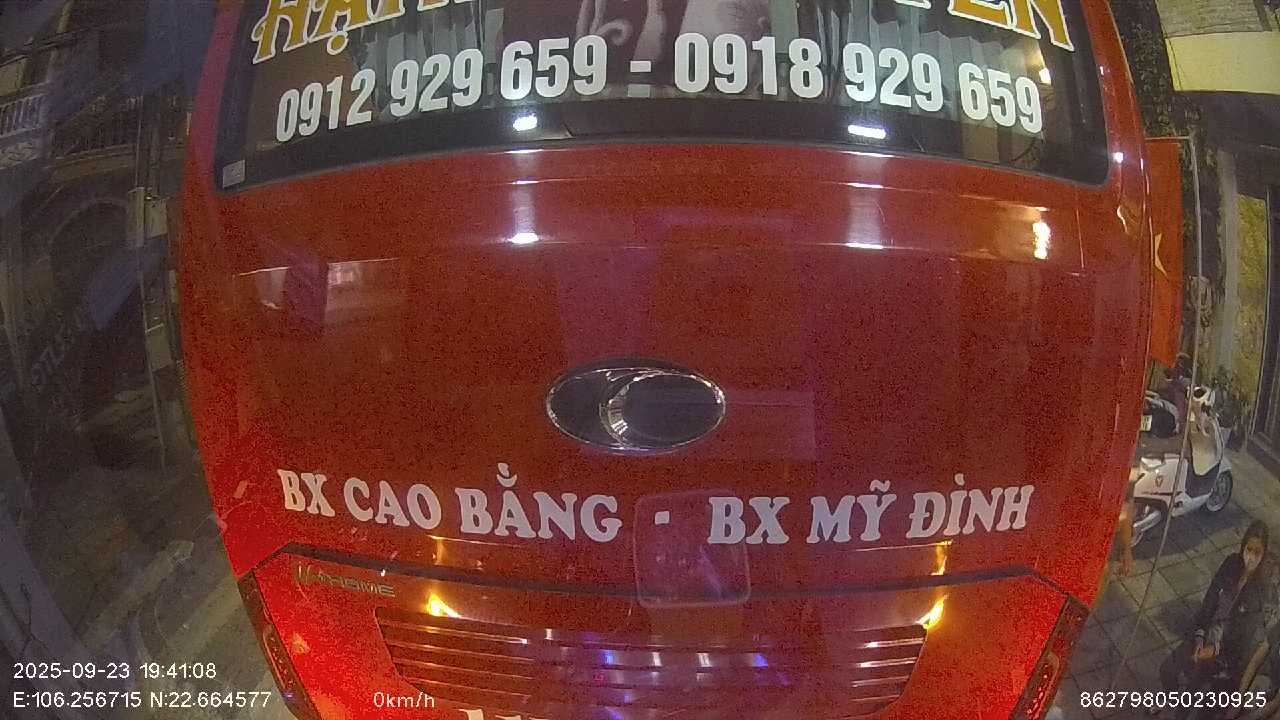 0912 929 659 - 0918 929 659
BX CAO BẰNG - BX MỸ ĐÌNH
2025-09-23 19:41:08
E:106.256715 N:22.664577 0km/h 862798050230925